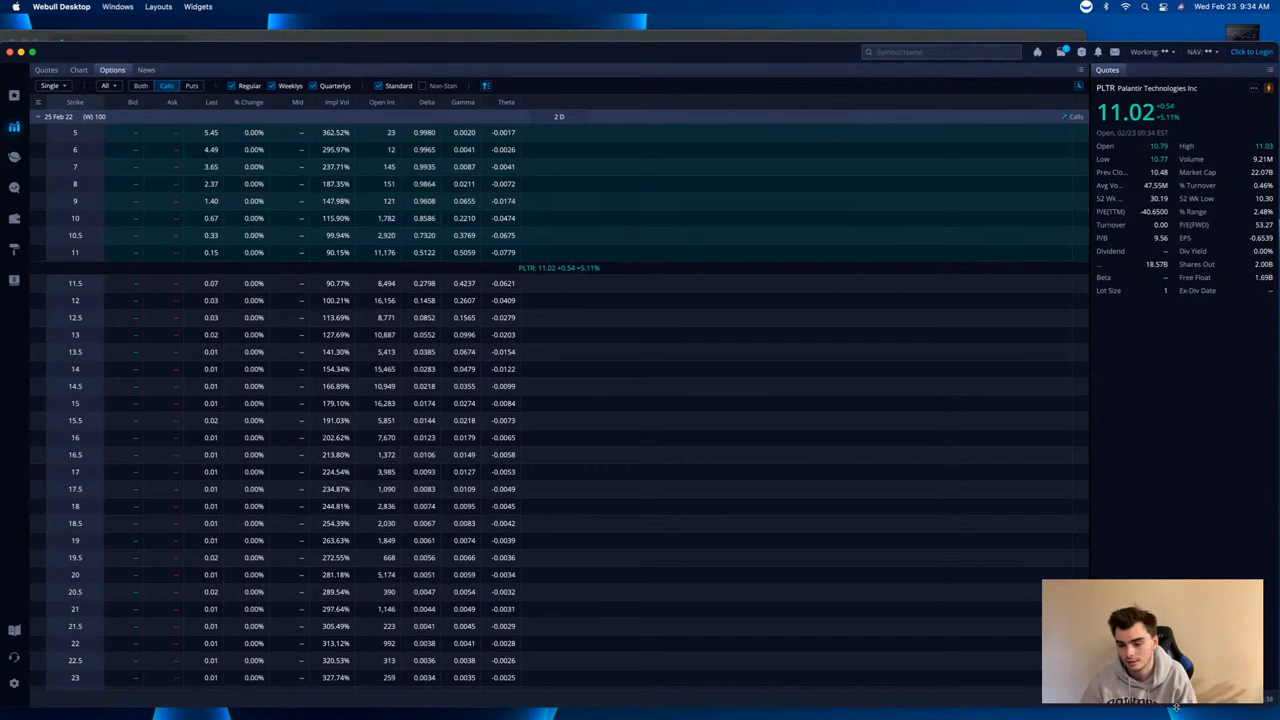 Webull Desktop Windows Layouts Widgets Wed Feb 23 9:34 AM
Symbol/Name Working: ** NAV: ** Click to Login
Quotes Chart Options News Quotes
Single All Both Calls Puts Regular Weeklys Quarterlys Standard Non-Stan
Strike Bid Ask Last % Change Mid Impl Vol Open Int Delta Gamma Theta
25 Feb 22 (W) 100 2 D Calls
5 -- -- 5.45 0.00% -- 362.52% 23 0.9980 0.0020 -0.0017
6 -- -- 4.49 0.00% -- 295.97% 12 0.9965 0.0041 -0.0026
7 -- -- 3.65 0.00% -- 237.71% 145 0.9935 0.0087 -0.0041
8 -- -- 2.37 0.00% -- 187.35% 151 0.9864 0.0211 -0.0072
9 -- -- 1.40 0.00% -- 147.98% 121 0.9608 0.0655 -0.0174
10 -- -- 0.67 0.00% -- 115.90% 1,782 0.8586 0.2210 -0.0474
10.5 -- -- 0.33 0.00% -- 99.94% 2,920 0.7320 0.3769 -0.0675
11 -- -- 0.15 0.00% -- 90.15% 11,176 0.5122 0.5059 -0.0779
PLTR: 11.02 +0.54 +5.11%
11.5 -- -- 0.07 0.00% -- 90.77% 8,494 0.2798 0.4237 -0.0621
12 -- -- 0.03 0.00% -- 100.21% 16,156 0.1458 0.2607 -0.0409
12.5 -- -- 0.03 0.00% -- 113.69% 8,771 0.0852 0.1565 -0.0279
13 -- -- 0.02 0.00% -- 127.69% 10,887 0.0552 0.0996 -0.0203
13.5 -- -- 0.01 0.00% -- 141.30% 5,413 0.0385 0.0674 -0.0154
14 -- -- 0.01 0.00% -- 154.34% 15,465 0.0283 0.0479 -0.0122
14.5 -- -- 0.01 0.00% -- 166.89% 10,949 0.0218 0.0355 -0.0099
15 -- -- 0.01 0.00% -- 179.10% 16,283 0.0174 0.0274 -0.0084
15.5 -- -- 0.02 0.00% -- 191.03% 5,851 0.0144 0.0218 -0.0073
16 -- -- 0.01 0.00% -- 202.62% 7,670 0.0123 0.0179 -0.0065
16.5 -- -- 0.01 0.00% -- 213.80% 1,372 0.0106 0.0149 -0.0058
17 -- -- 0.01 0.00% -- 224.54% 3,985 0.0093 0.0127 -0.0053
17.5 -- -- 0.01 0.00% -- 234.87% 1,090 0.0083 0.0109 -0.0049
18 -- -- 0.01 0.00% -- 244.81% 2,836 0.0074 0.0095 -0.0045
18.5 -- -- 0.01 0.00% -- 254.39% 2,030 0.0067 0.0083 -0.0042
19 -- -- 0.01 0.00% -- 263.63% 1,849 0.0061 0.0074 -0.0039
19.5 -- -- 0.02 0.00% -- 272.55% 668 0.0056 0.0066 -0.0036
20 -- -- 0.01 0.00% -- 281.18% 5,174 0.0051 0.0059 -0.0034
20.5 -- -- 0.02 0.00% -- 289.54% 390 0.0047 0.0054 -0.0032
21 -- -- 0.01 0.00% -- 297.64% 1,146 0.0044 0.0049 -0.0031
21.5 -- -- 0.01 0.00% -- 305.49% 223 0.0041 0.0045 -0.0029
22 -- -- 0.01 0.00% -- 313.12% 992 0.0038 0.0041 -0.0028
22.5 -- -- 0.01 0.00% -- 320.53% 313 0.0036 0.0038 -0.0026
23 -- -- 0.01 0.00% -- 327.74% 259 0.0034 0.0035 -0.0025
PLTR Palantir Technologies Inc
11.02 +0.54
+5.11%
Open, 02/23 09:34 EST
Open 10.79 High 11.03
Low 10.77 Volume 9.21M
Prev Clo... 10.48 Market Cap 22.07B
Avg Vo... 47.55M % Turnover 0.46%
52 Wk ... 30.19 52 Wk Low 10.30
P/E(TTM) -40.6500 % Range 2.48%
Turnover 0.00 P/E(FWD) 53.27
P/B 9.56 EPS -0.6539
Dividend -- Div Yield 0.00%
... 18.57B Shares Out 2.00B
Beta -- Free Float 1.69B
Lot Size 1 Ex-Div Date --